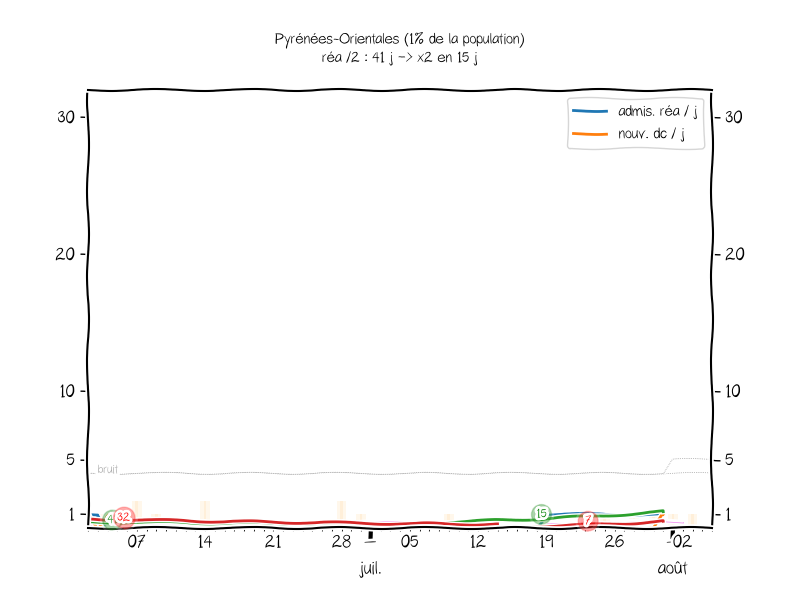 Pyrénées-Orientales (1% de la population)
réa /2 : 41 j -> x2 en 15 j
admis. réa / j
nouv. dc / j
30 30
20 20
10 10
5 5
bruit
1 1
32 15 7
07 14 21 28 05 12 19 26 02
juil. août